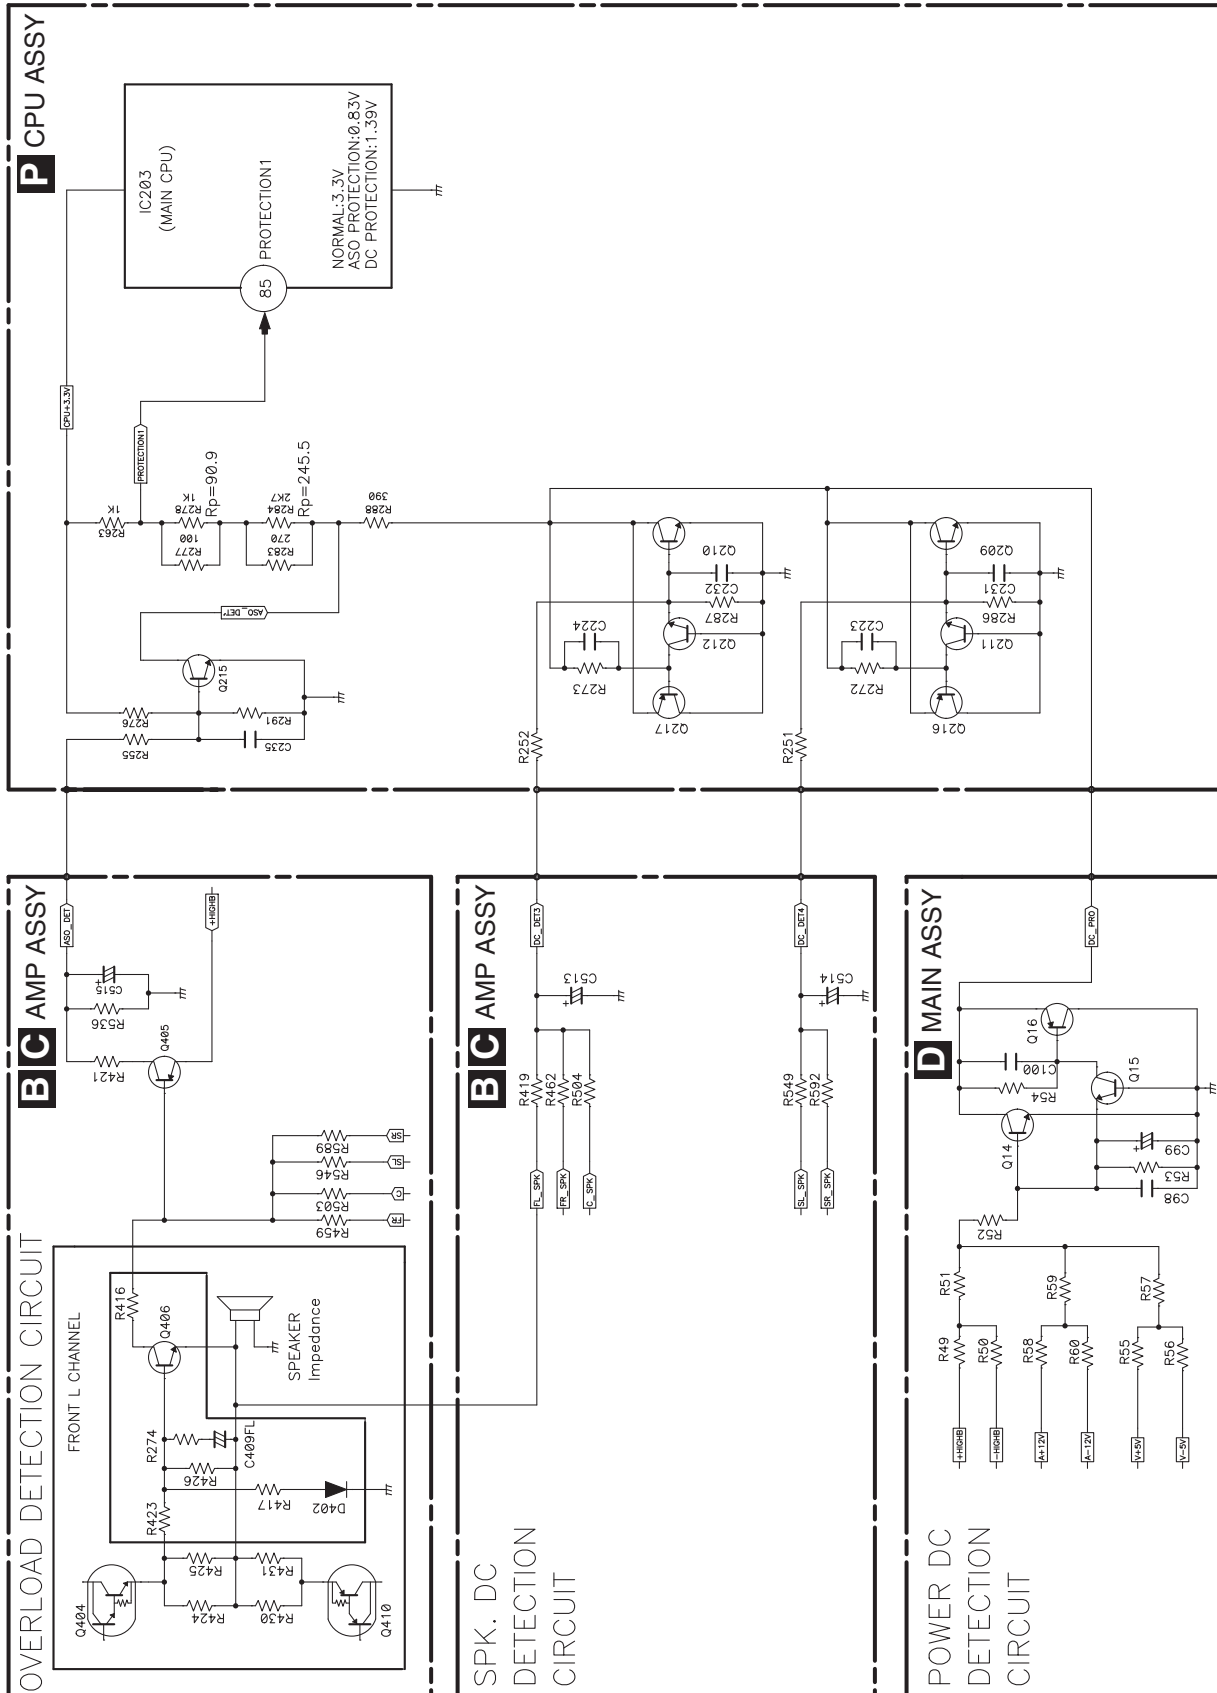 P CPU ASSY
IC203
(MAIN CPU)
85
PROTECTION1
NORMAL:3.3V
ASO PROTECTION:0.83V
DC PROTECTION:1.39V
CPU+3.3V
PROTECTION1
1K
R263
1K
R278
100
R277
Rp=90.9
2K7
R284
270
R283
Rp=245.5
390
R288
ASO_DET'
Q215
R276
R255
R291
C235
R252
C224
R273
Q217
Q212
R287
C232
Q210
R251
C223
R272
Q216
Q211
R286
C231
Q209
B C AMP ASSY
ASO_DET
+HIGHB
C515
R536
R421
Q405
OVERLOAD DETECTION CIRCUIT
FRONT L CHANNEL
R416
Q406
R589
R546
R503
R459
SR
SL
C
FR
SPEAKER
Impedance
R274
C409FL
R426
R423
R417
D402
Q404
R425
R424
R431
R430
Q410
B C AMP ASSY
DC_DET3
C513
R419
R462
R504
FL_SPK
FR_SPK
C_SPK
DC_DET4
C514
R549
R592
SL_SPK
SR_SPK
SPK. DC
DETECTION
CIRCUIT
D MAIN ASSY
DC_PRO
Q16
C100
R54
Q15
Q14
C99
R53
C98
R52
R51
R59
R57
R49
R50
R58
R60
R55
R56
+HIGHB
-HIGHB
A+12V
A-12V
V+5V
V-5V
POWER DC
DETECTION
CIRCUIT